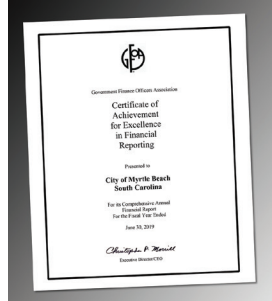 GFOA
Government Finance Officers Association
Certificate of
Achievement
for Excellence
in Financial
Reporting
Presented to
City of Myrtle Beach
South Carolina
For its Comprehensive Annual
Financial Report
For the Fiscal Year Ended
June 30, 2019
Christopher P. Morrill
Executive Director/CEO